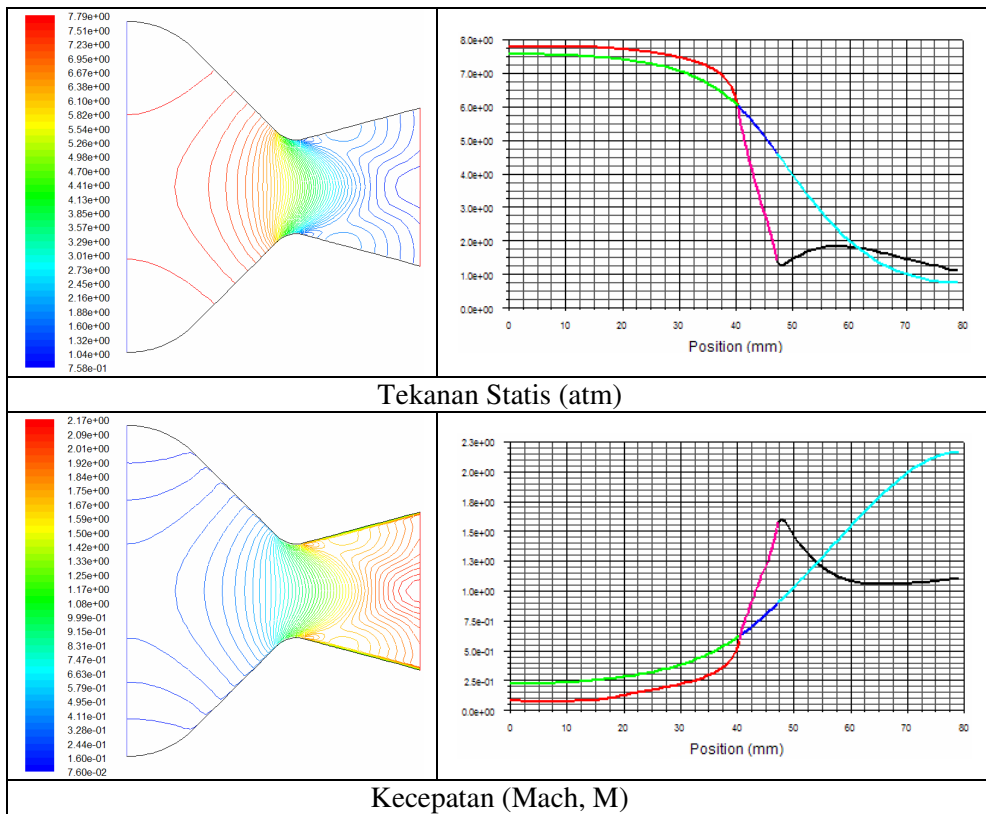 7.79e+00
7.51e+00
7.23e+00
6.95e+00
6.67e+00
6.38e+00
6.10e+00
5.82e+00
5.54e+00
5.26e+00
4.98e+00
4.70e+00
4.41e+00
4.13e+00
3.85e+00
3.57e+00
3.29e+00
3.01e+00
2.73e+00
2.45e+00
2.16e+00
1.88e+00
1.60e+00
1.32e+00
1.04e+00
7.58e-01
8.0e+00
7.0e+00
6.0e+00
5.0e+00
4.0e+00
3.0e+00
2.0e+00
1.0e+00
0.0e+00
0 10 20 30 40 50 60 70 80
Position (mm)
Tekanan Statis (atm)
2.17e+00
2.09e+00
2.01e+00
1.92e+00
1.84e+00
1.76e+00
1.67e+00
1.59e+00
1.50e+00
1.42e+00
1.34e+00
1.25e+00
1.17e+00
1.08e+00
9.99e-01
9.15e-01
8.31e-01
7.47e-01
6.63e-01
5.79e-01
4.95e-01
4.11e-01
3.28e-01
2.44e-01
1.60e-01
7.60e-02
2.3e+00
2.0e+00
1.8e+00
1.5e+00
1.3e+00
1.0e+00
7.5e-01
5.0e-01
2.5e-01
0.0e+00
0 10 20 30 40 50 60 70 80
Position (mm)
Kecepatan (Mach, M)